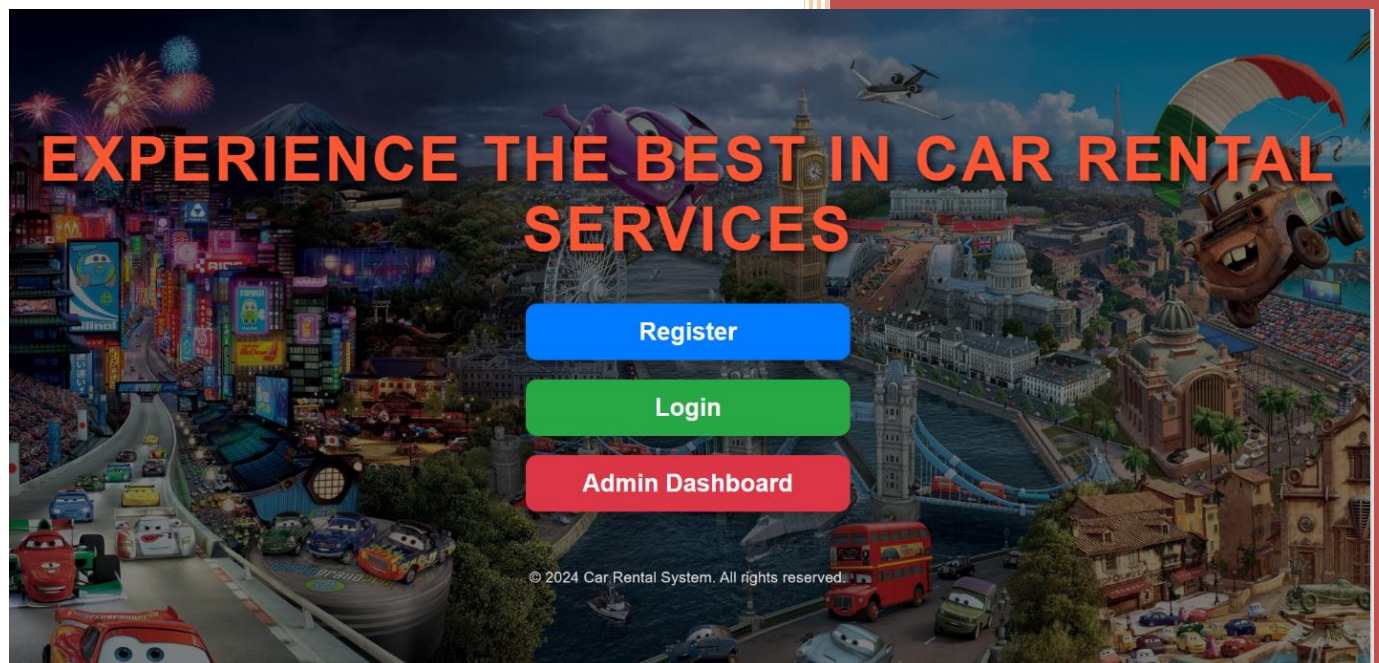 EXPERIENCE THE BEST IN CAR RENTAL
SERVICES
Register
Login
Admin Dashboard
© 2024 Car Rental System. All rights reserved.